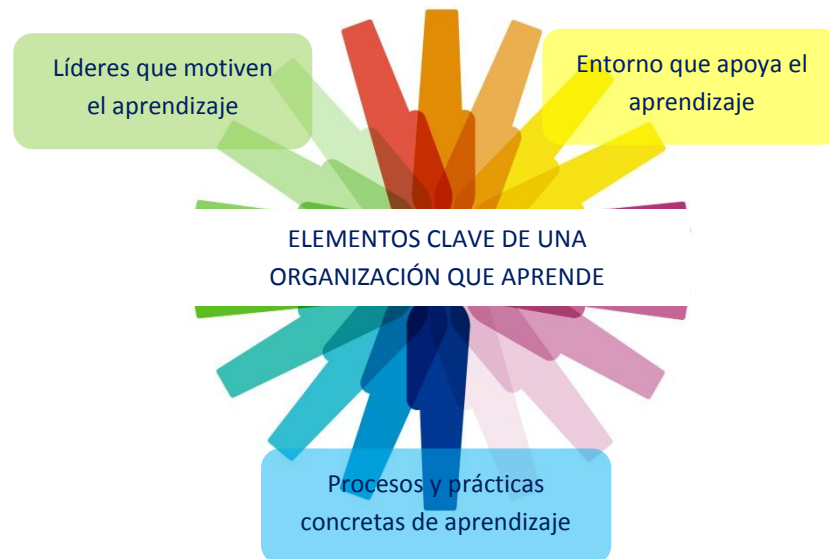 Líderes que motiven
el aprendizaje
Entorno que apoya el
aprendizaje
ELEMENTOS CLAVE DE UNA
ORGANIZACIÓN QUE APRENDE
Procesos y prácticas
concretas de aprendizaje